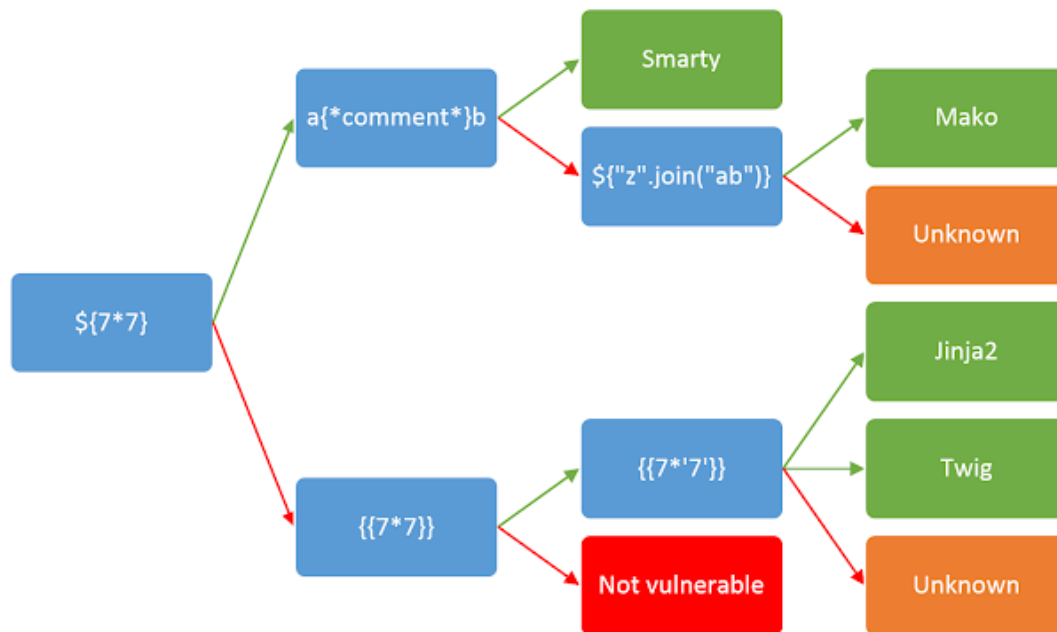 Smarty
a{*comment*}b
Mako
${"z".join("ab")}
Unknown
${7*7}
Jinja2
{{7*'7'}}
Twig
{{7*7}}
Not vulnerable
Unknown